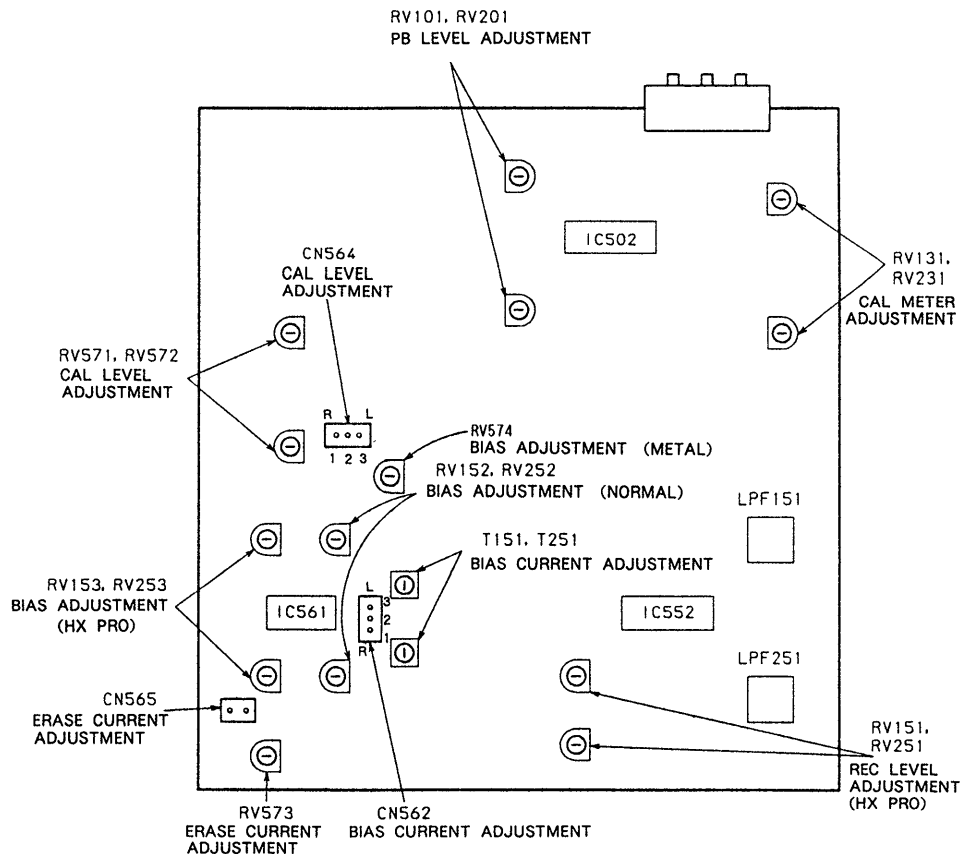 RV101, RV201
PB LEVEL ADJUSTMENT
IC502
CN564
CAL LEVEL
ADJUSTMENT
RV131,
RV231
CAL METER
ADJUSTMENT
RV571, RV572
CAL LEVEL
ADJUSTMENT
R L
1 2 3
RV574
BIAS ADJUSTMENT (METAL)
RV152, RV252
BIAS ADJUSTMENT (NORMAL)
LPF151
T151, T251
BIAS CURRENT ADJUSTMENT
RV153, RV253
BIAS ADJUSTMENT
(HX PRO)
IC561
L
3
2
1
R
IC552
LPF251
CN565
ERASE CURRENT
ADJUSTMENT
RV151,
RV251
REC LEVEL
ADJUSTMENT
(HX PRO)
RV573
ERASE CURRENT
ADJUSTMENT
CN562
BIAS CURRENT ADJUSTMENT